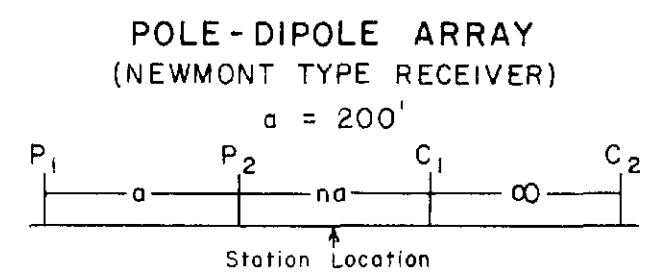 POLE-DIPOLE ARRAY
(NEWMONT TYPE RECEIVER)
a = 200'
P1 P2 C1 C2
a na ∞
Station Location